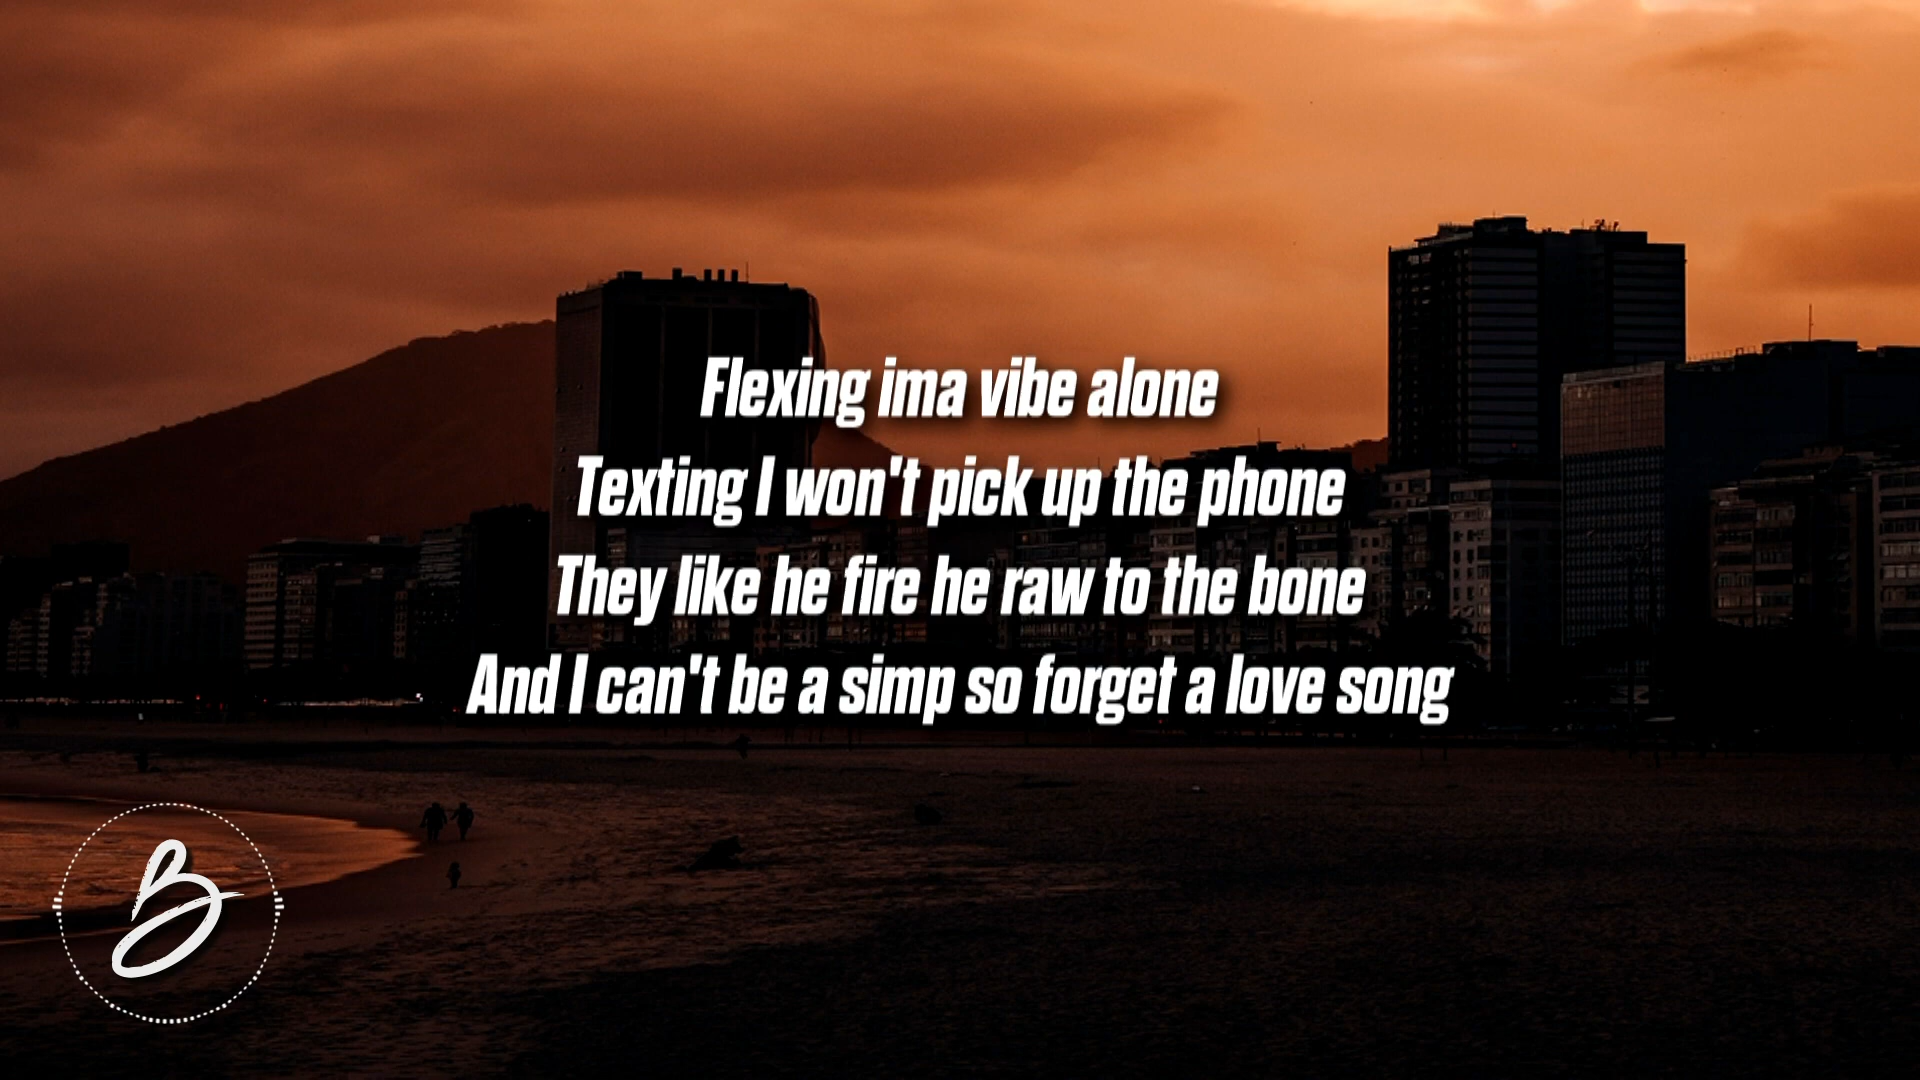 Flexing ima vibe alone
Texting I won't pick up the phone
They like he fire he raw to the bone
And I can't be a simp so forget a love song
B